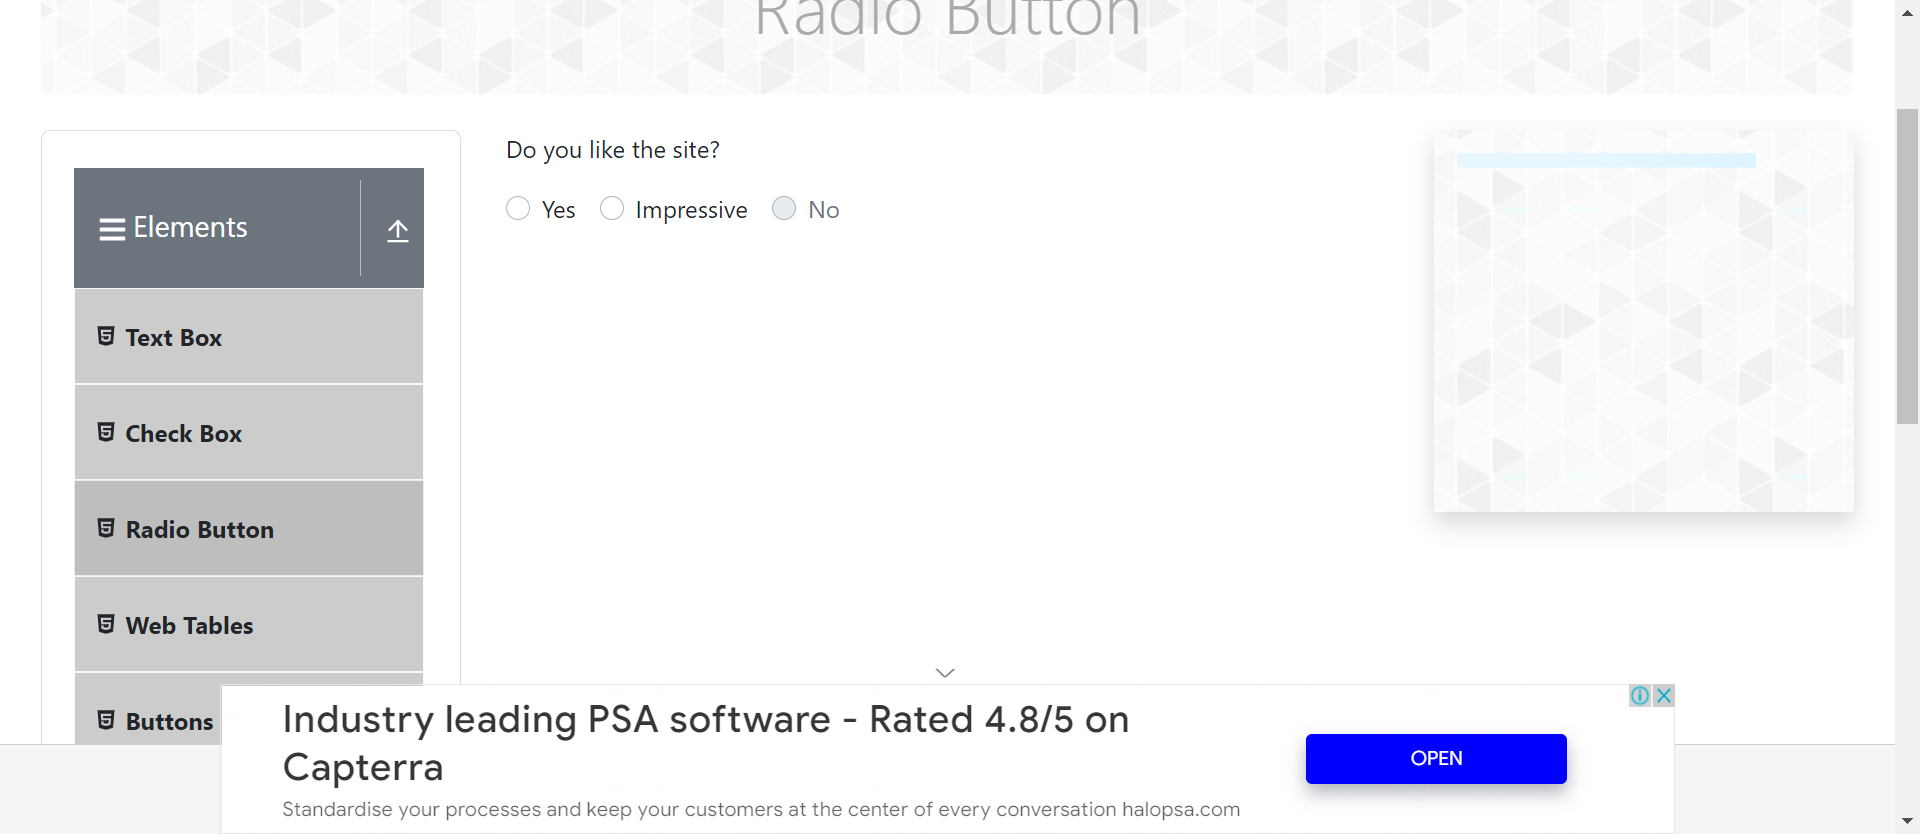 Radio Button
Elements
Text Box
Check Box
Radio Button
Web Tables
Buttons
Do you like the site?
Yes Impressive No
Industry leading PSA software - Rated 4.8/5 on
Capterra
Standardise your processes and keep your customers at the center of every conversation halopsa.com
OPEN